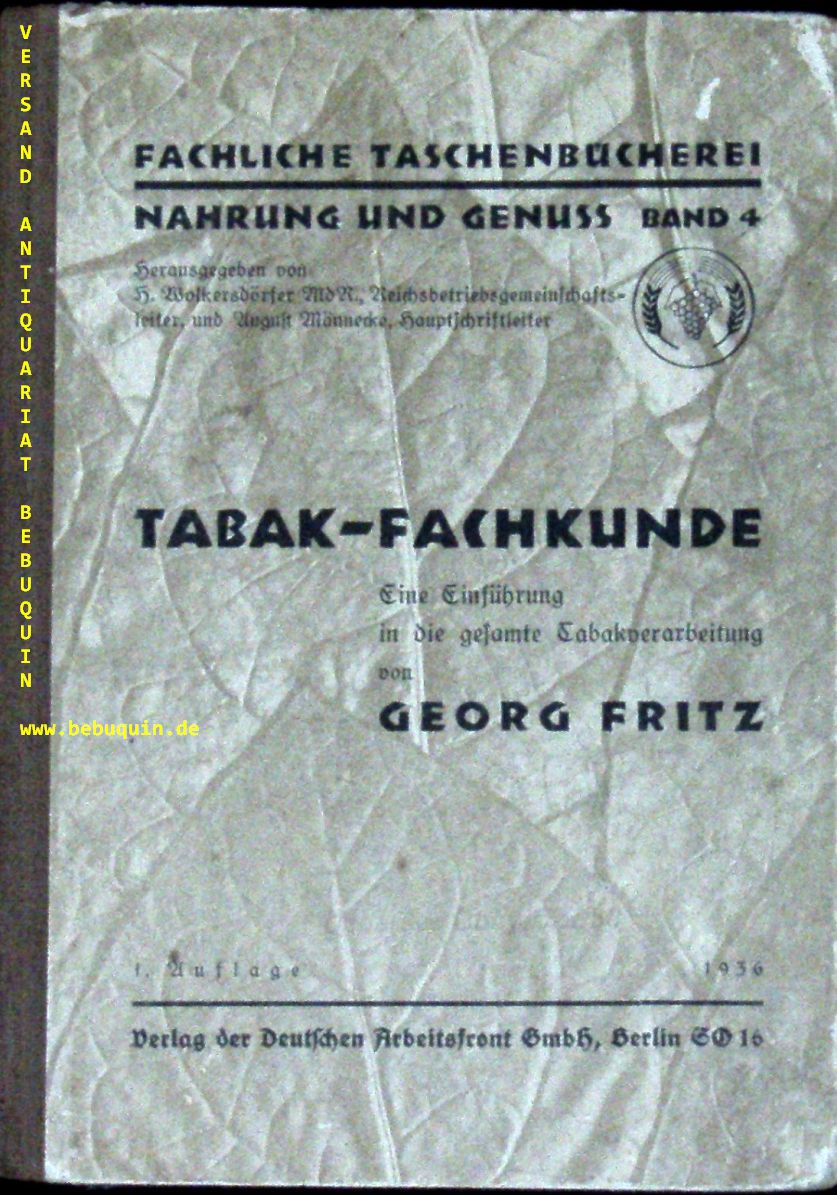 VERSAND ANTIQUARIAT BEBUQUIN
www.bebuquin.de
FACHLICHE TASCHENBÜCHEREI
NAHRUNG UND GENUSS BAND 4
Herausgegeben von
H. Wolkersdörfer MdR., Reichsbetriebsgemeinschafts-
leiter, und August Männecke, Hauptschriftleiter
TABAK-FACHKUNDE
Eine Einführung
in die gesamte Tabakverarbeitung
von
GEORG FRITZ
1. Auflage 1936
Verlag der Deutschen Arbeitsfront GmbH, Berlin SO 16